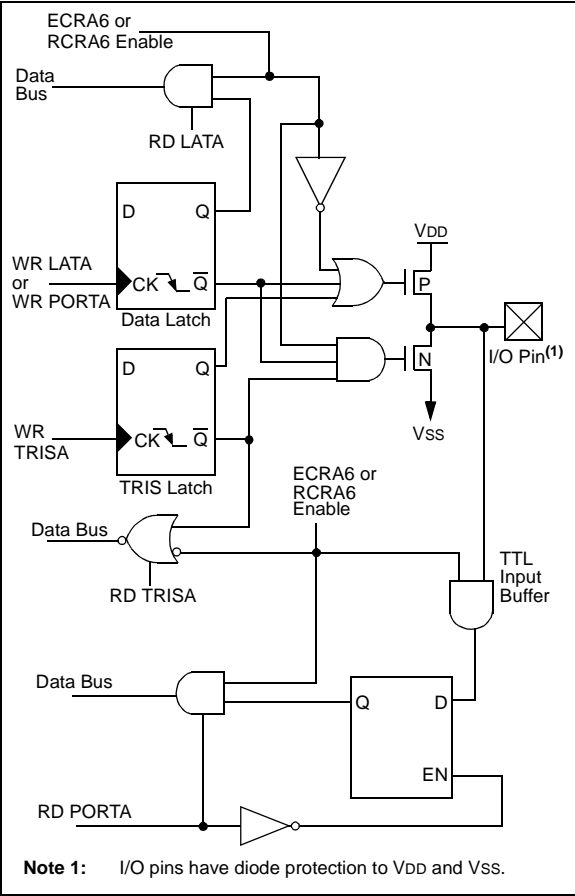 ECRA6 or
RCRA6 Enable
Data
Bus
RD LATA
D Q
WR LATA
or
WR PORTA
CK Q
Data Latch
VDD
P
I/O Pin(1)
N
VSS
D Q
WR
TRISA
CK Q
TRIS Latch
ECRA6 or
RCRA6
Enable
Data Bus
RD TRISA
TTL
Input
Buffer
Data Bus
Q D
EN
RD PORTA
Note 1: I/O pins have diode protection to VDD and VSS.